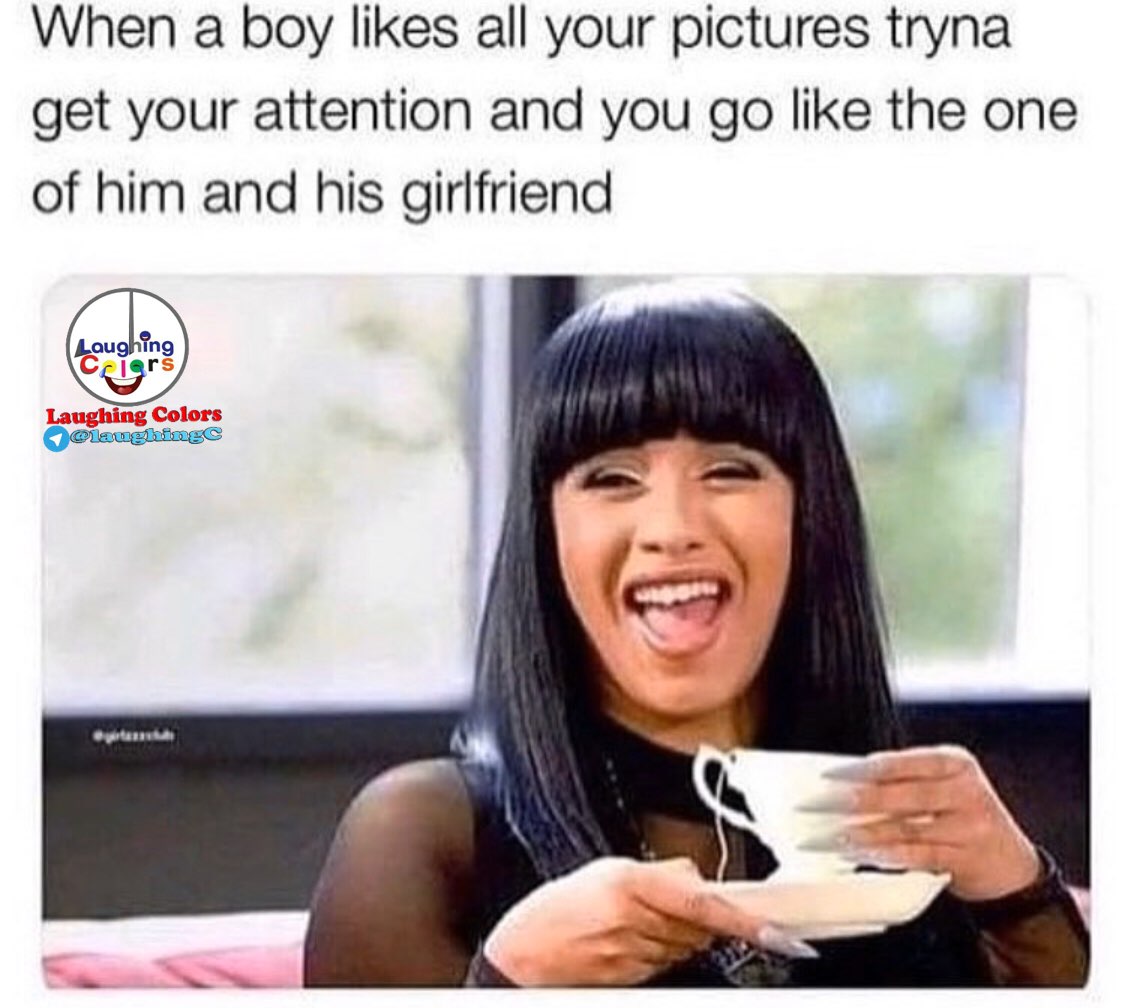 When a boy likes all your pictures tryna
get your attention and you go like the one
of him and his girlfriend
Laughing
Colors
Laughing Colors
@laughingC